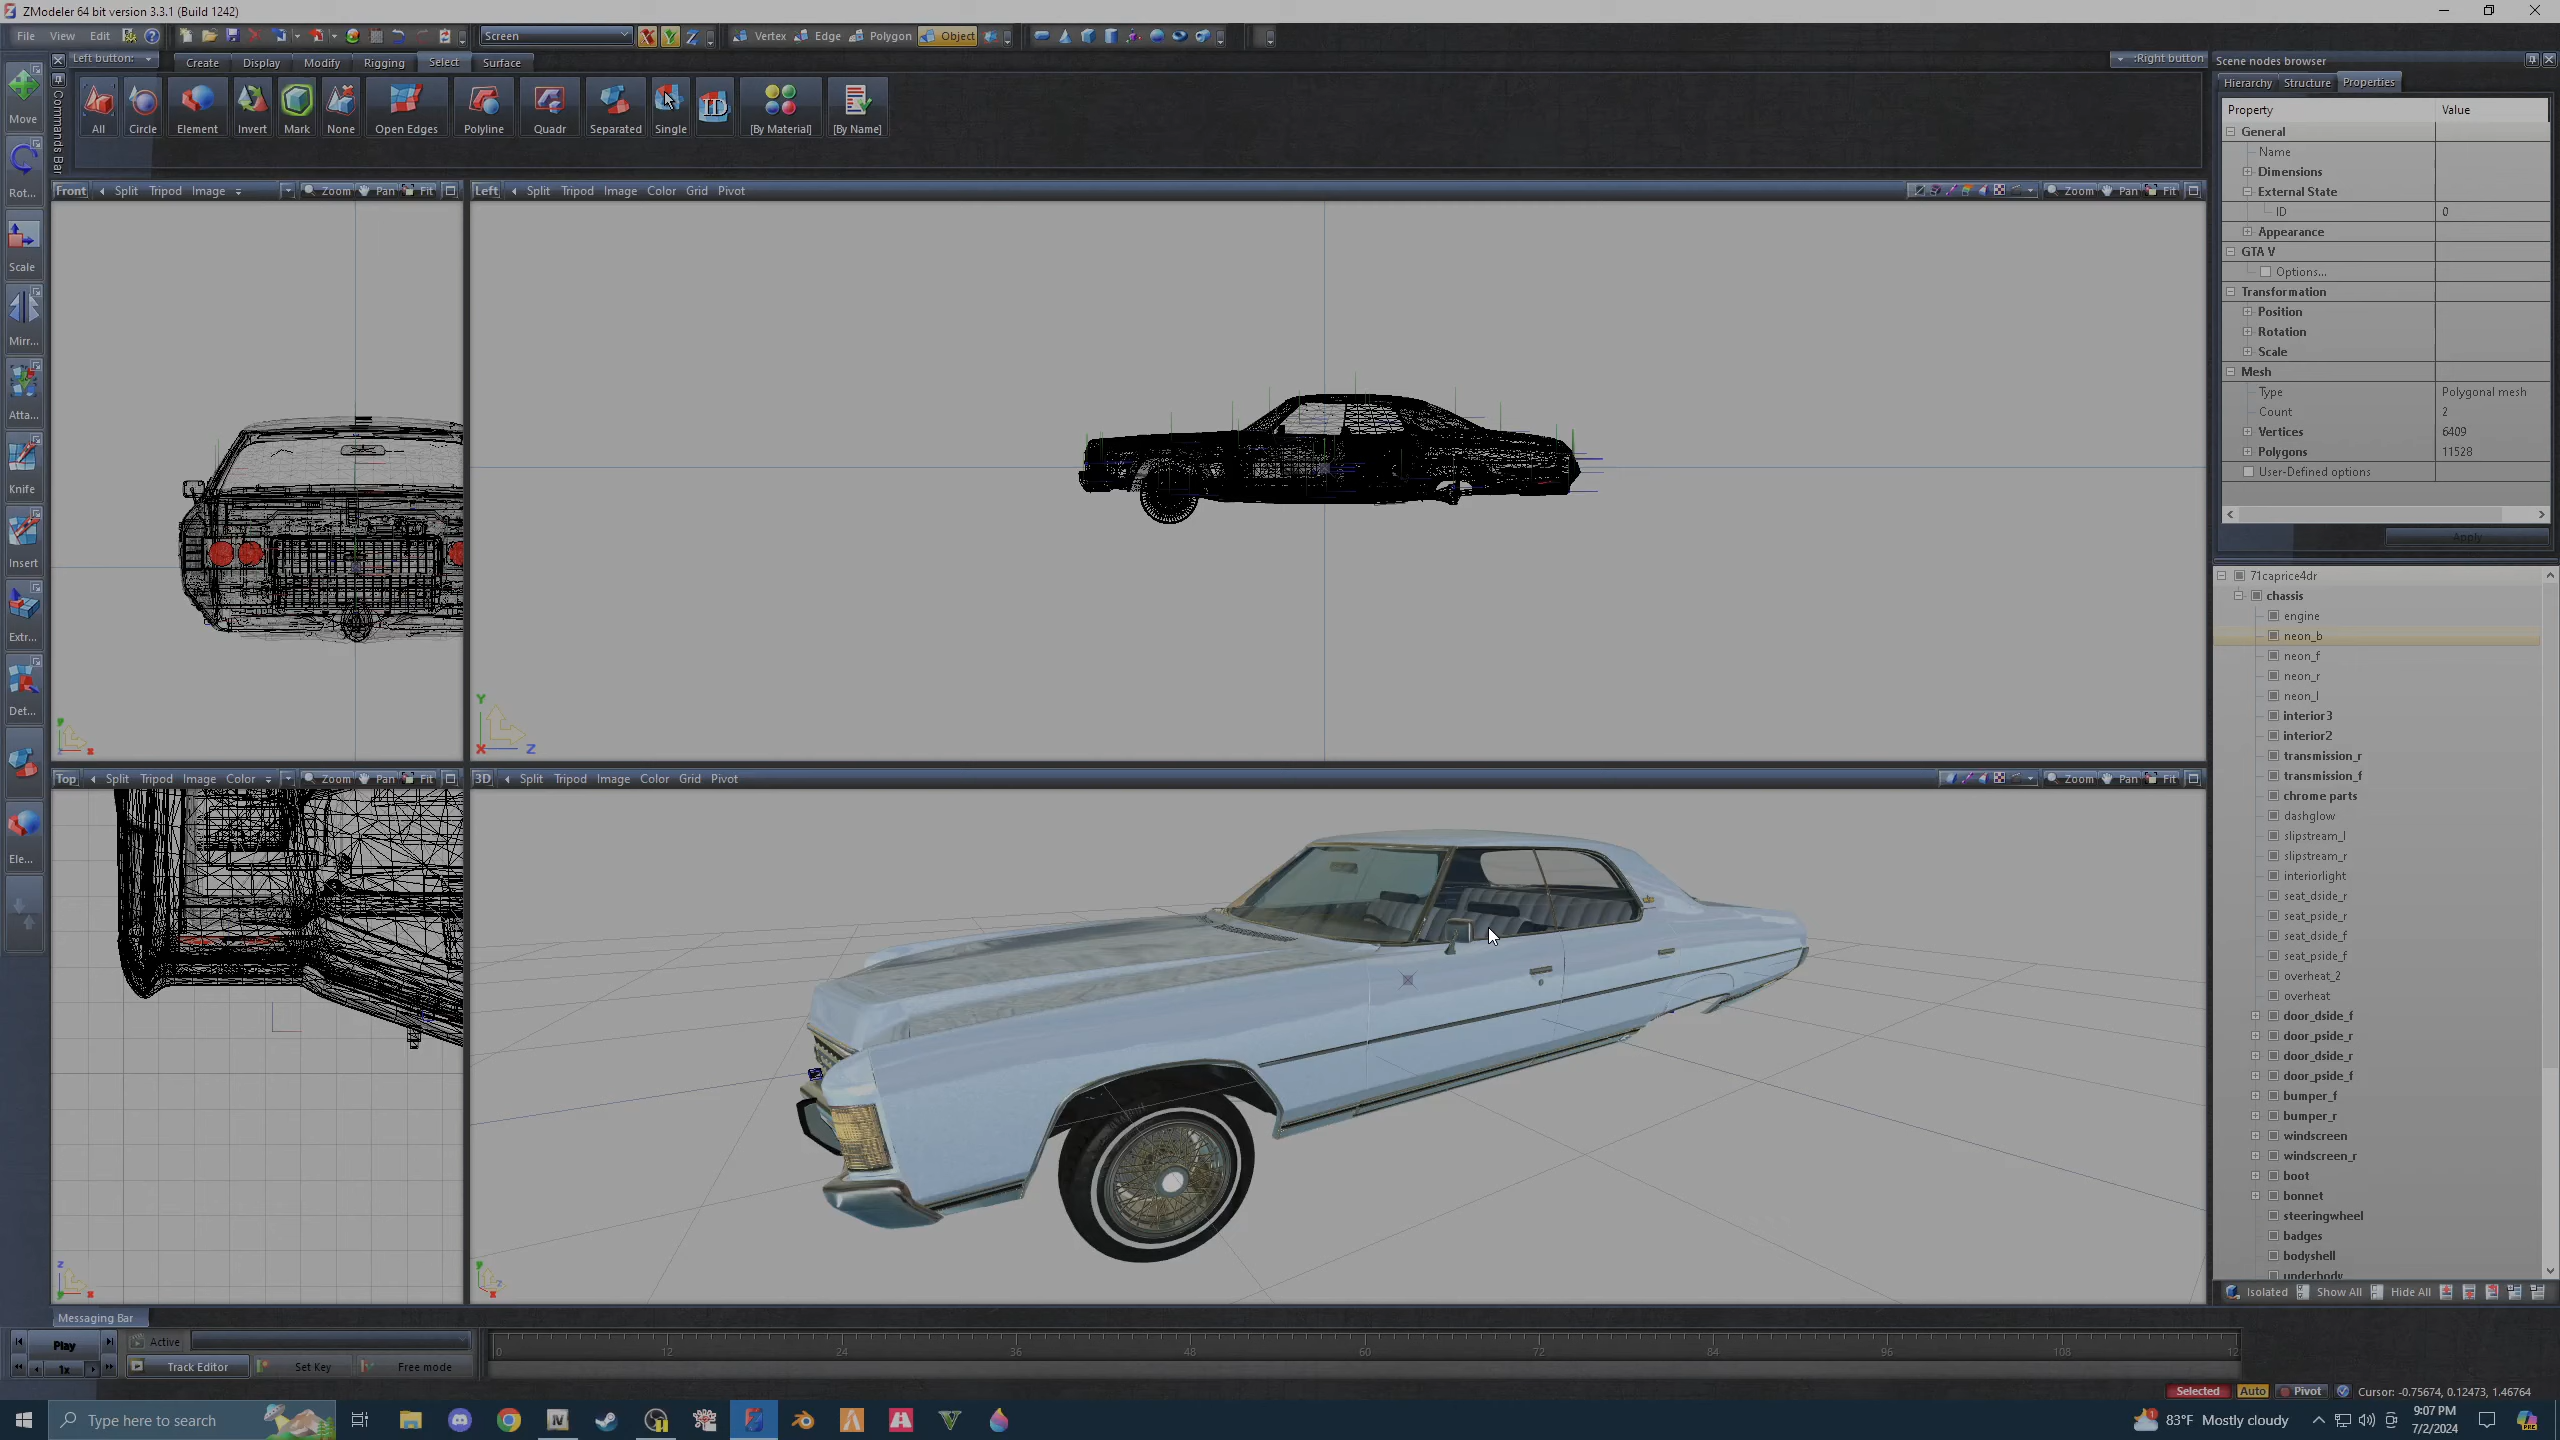 ZModeler 64 bit version 3.3.1 (Build 1242)
File View Edit Screen X Y Z Vertex Edge Polygon Object
Left button: Create Display Modify Rigging Select Surface :Right button
Commands Bar
All Circle Element Invert Mark None Open Edges Polyline Quadr Separated Single ID [By Material] [By Name]
Move
Rot...
Scale
Mirr...
Atta...
Knife
Insert
Extr...
Det...
Ele...
Front Split Tripod Image Zoom Pan Fit
Left Split Tripod Image Color Grid Pivot Zoom Pan Fit
Y
X Z
Top Split Tripod Image Color Zoom Pan Fit
3D Split Tripod Image Color Grid Pivot Zoom Pan Fit
Scene nodes browser
Hierarchy Structure Properties
Property Value
General
Name
Dimensions
External State
ID 0
Appearance
GTA V
Options...
Transformation
Position
Rotation
Scale
Mesh
Type Polygonal mesh
Count 2
Vertices 6409
Polygons 11528
User-Defined options
Apply
71caprice4dr
chassis
engine
neon_b
neon_f
neon_r
neon_l
interior3
interior2
transmission_r
transmission_f
chrome parts
dashglow
slipstream_l
slipstream_r
interiorlight
seat_dside_r
seat_pside_r
seat_dside_f
seat_pside_f
overheat_2
overheat
door_dside_f
door_pside_r
door_dside_r
door_pside_f
bumper_f
bumper_r
windscreen
windscreen_r
boot
bonnet
steeringwheel
badges
bodyshell
underbody
Isolated Show All Hide All
Messaging Bar
Play Active
1x Track Editor Set Key Free mode
0 12 24 36 48 60 72 84 96 108 12
Selected Auto Pivot Cursor: -0.75674, 0.12473, 1.46764
Type here to search
83°F Mostly cloudy
9:07 PM
7/2/2024